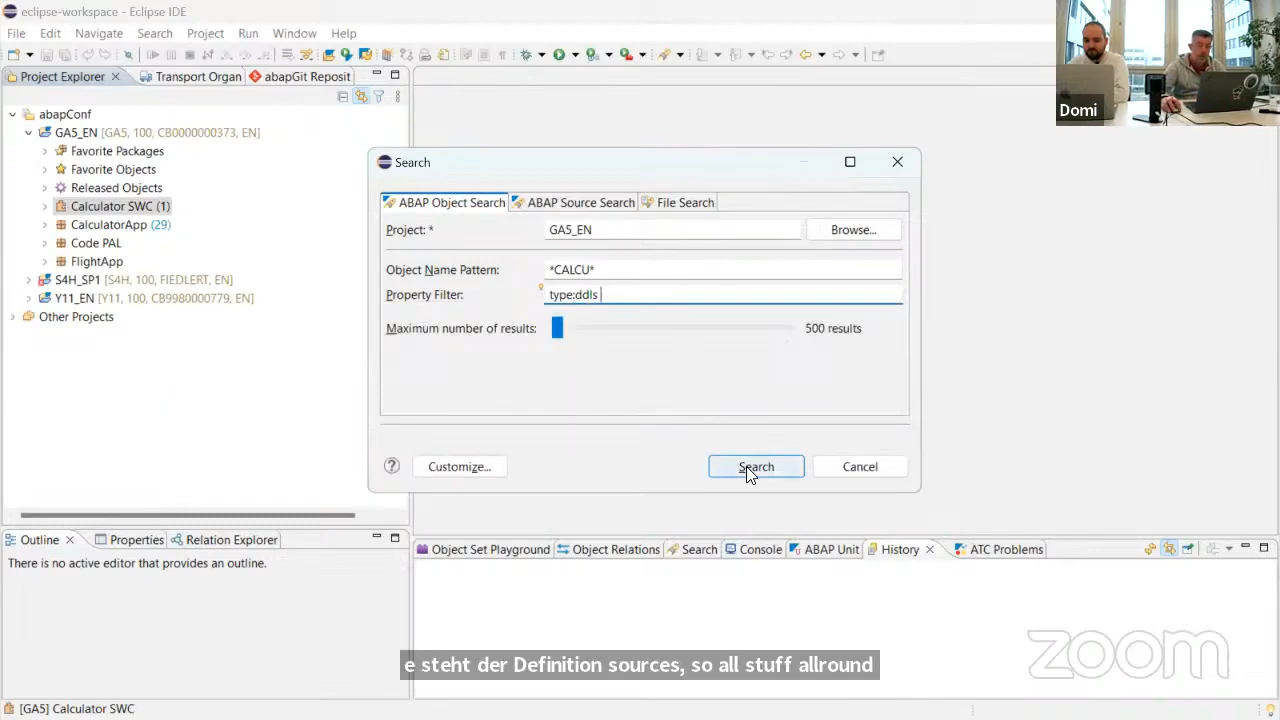 eclipse-workspace - Eclipse IDE
File Edit Navigate Search Project Run Window Help
Project Explorer Transport Organ abapGit Reposit
abapConf
GA5_EN [GA5, 100, CB0000000373, EN]
Favorite Packages
Favorite Objects
Released Objects
Calculator SWC (1)
CalculatorApp (29)
Code PAL
FlightApp
S4H_SP1 [S4H, 100, FIEDLERT, EN]
Y11_EN [Y11, 100, CB9980000779, EN]
Other Projects
Domi
Search
ABAP Object Search ABAP Source Search File Search
Project: * GA5_EN Browse...
Object Name Pattern: *CALCU*
Property Filter: type:ddls
Maximum number of results: 500 results
? Customize... Search Cancel
Outline Properties Relation Explorer
There is no active editor that provides an outline.
Object Set Playground Object Relations Search Console ABAP Unit History ATC Problems
zoom
e steht der Definition sources, so all stuff allround
[GA5] Calculator SWC